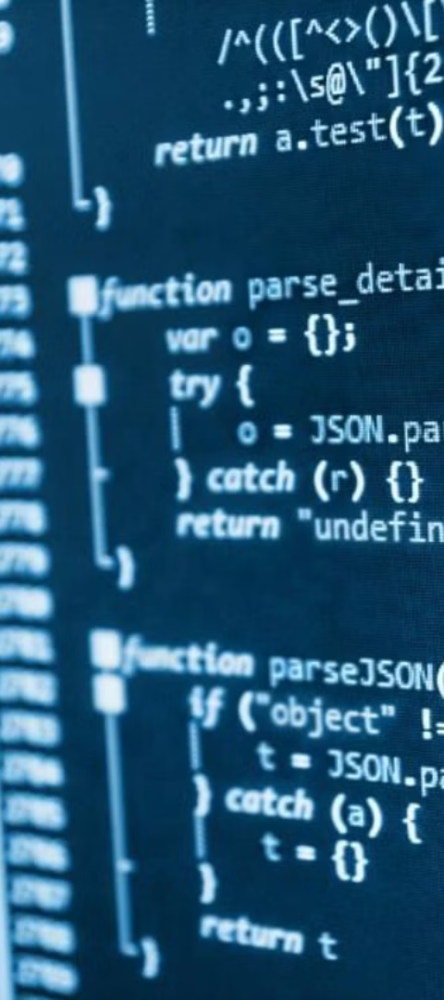 /^(([^<>()\[\
.,;:\s@\"]{2
return a.test(t)
}
function parse_detai
var o = {};
try {
o = JSON.pa
} catch (r) {}
return "undefin
}
function parseJSON(
if ("object" !=
t = JSON.pa
} catch (a) {
t = {}
}
return t
}